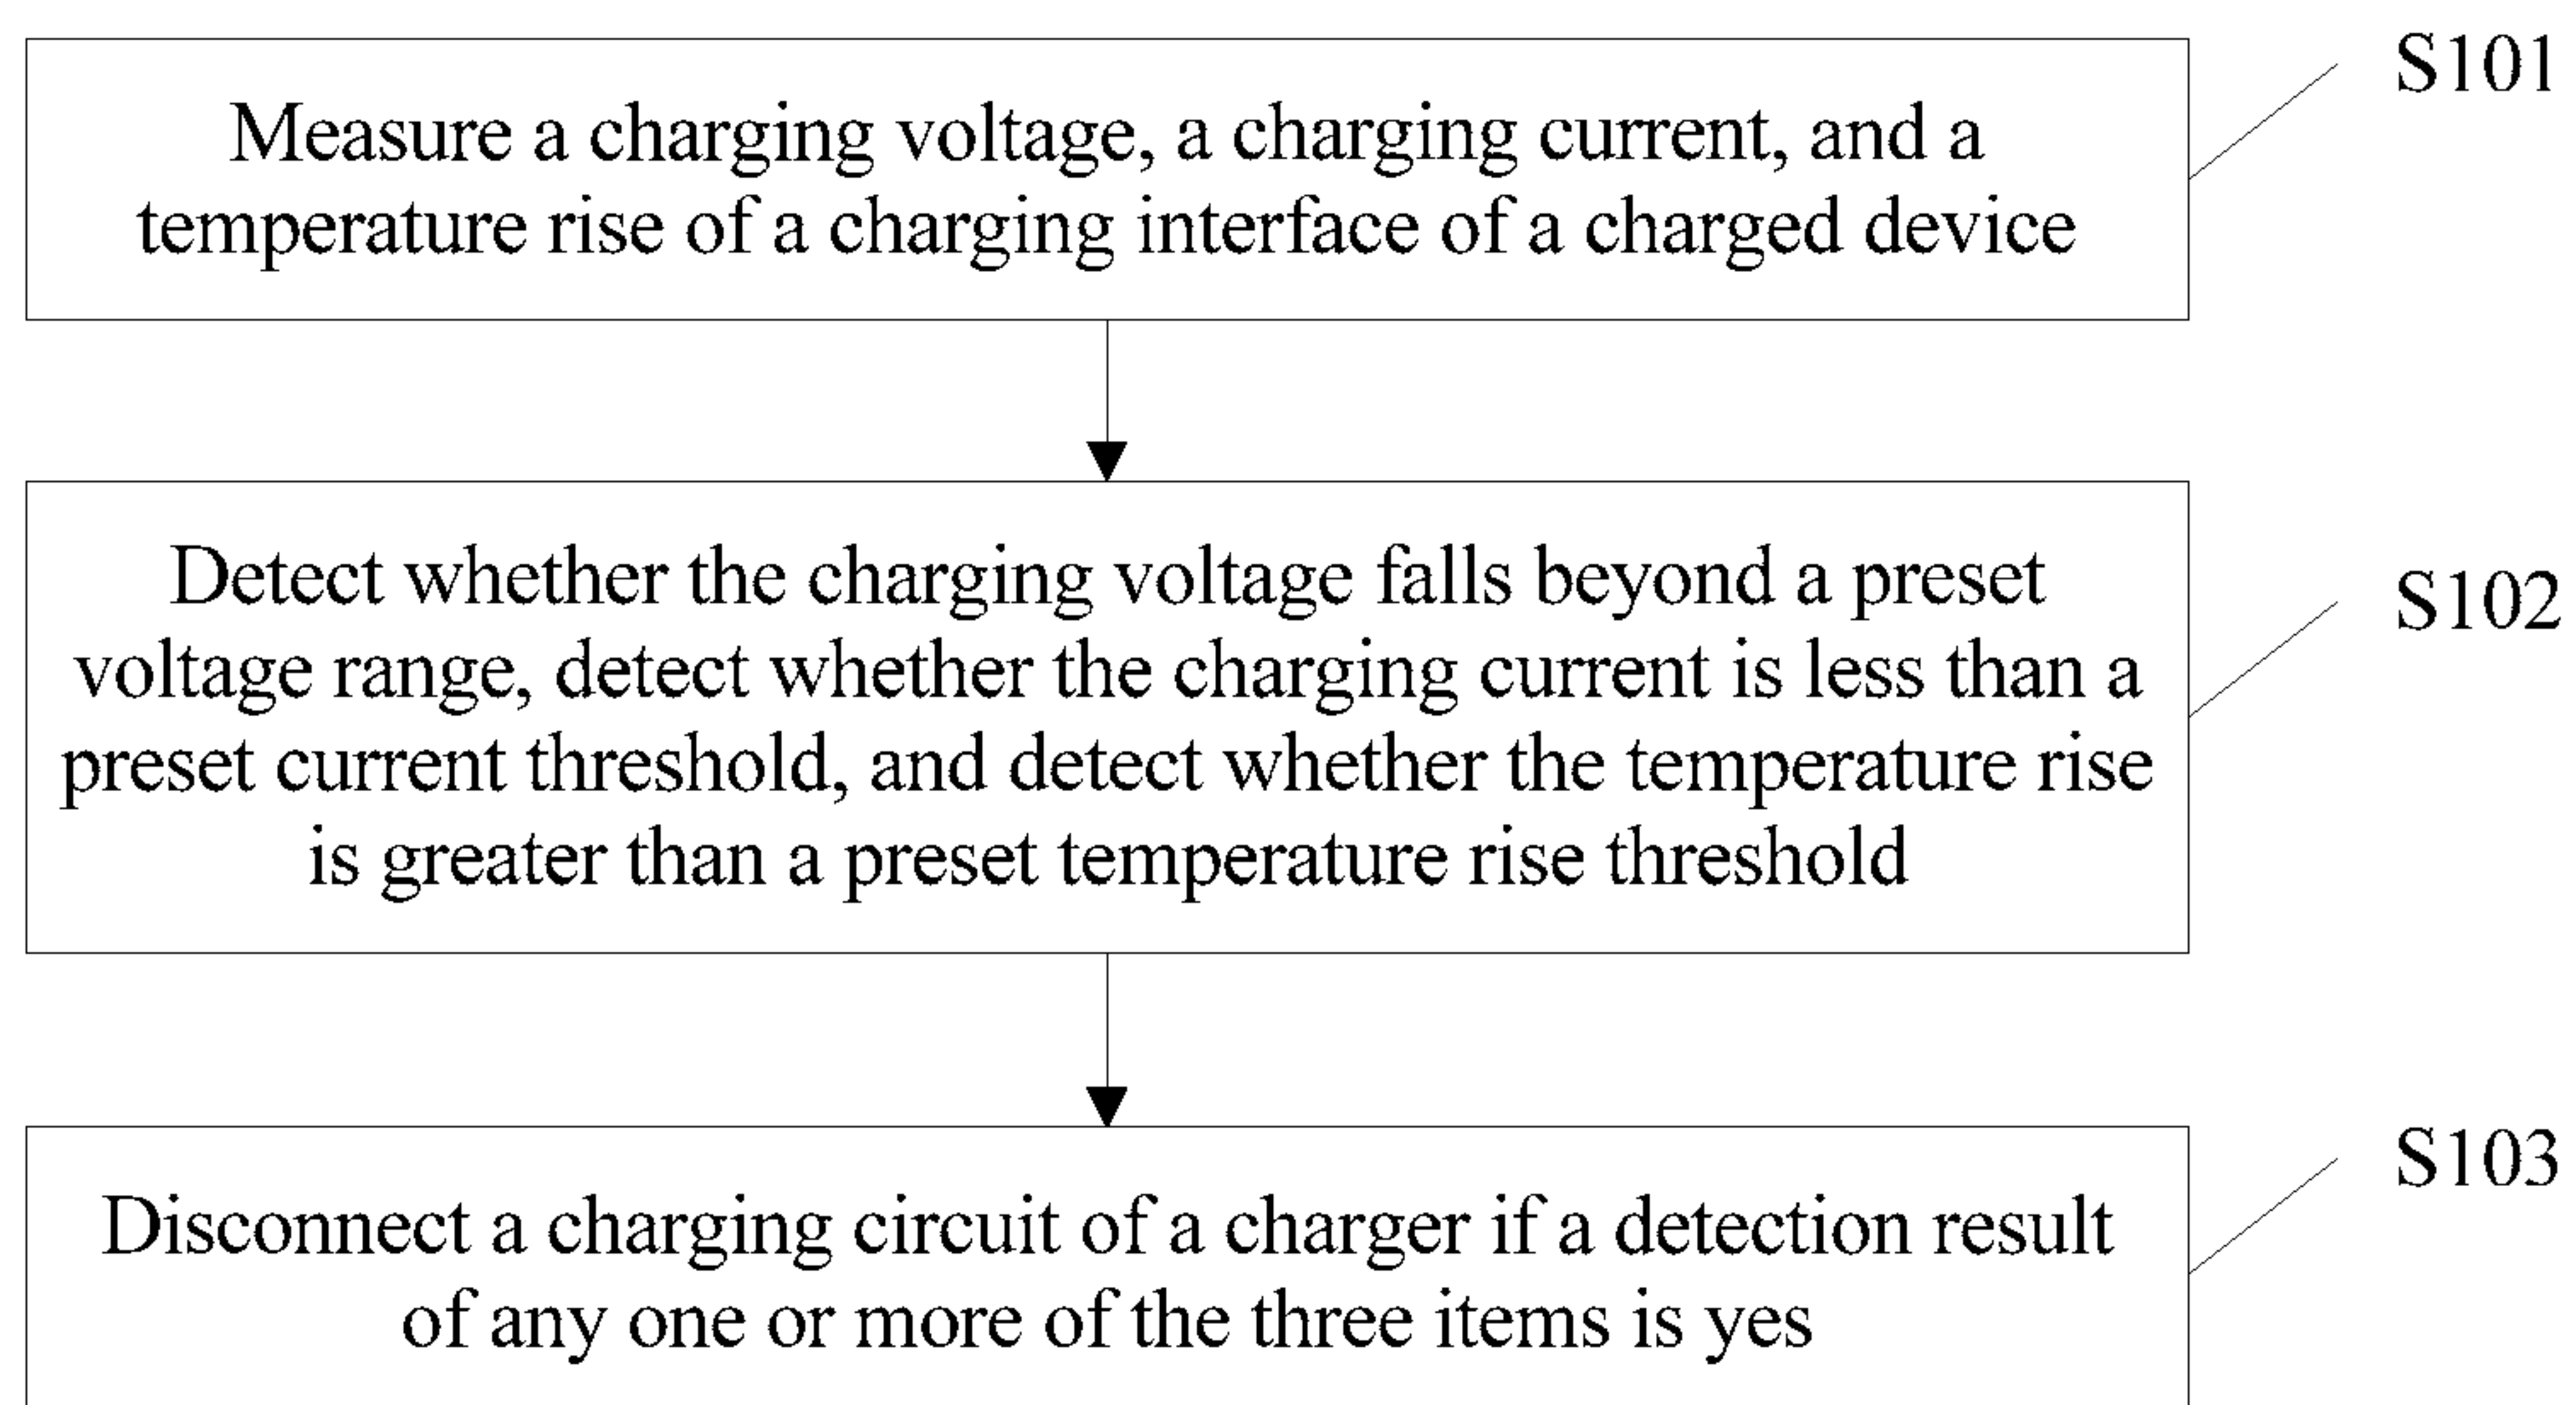 Measure a charging voltage, a charging current, and a
temperature rise of a charging interface of a charged device
S101
Detect whether the charging voltage falls beyond a preset
voltage range, detect whether the charging current is less than a
preset current threshold, and detect whether the temperature rise
is greater than a preset temperature rise threshold
S102
Disconnect a charging circuit of a charger if a detection result
of any one or more of the three items is yes
S103